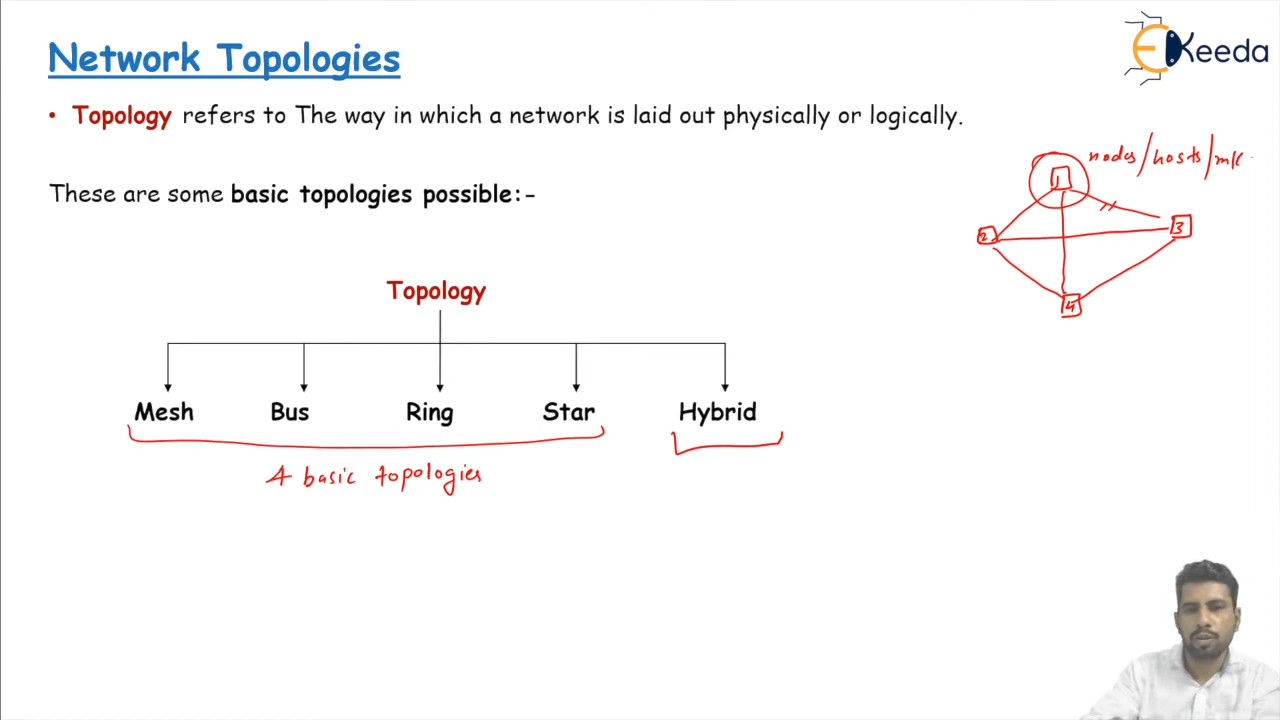 Network Topologies
EKeeda
• Topology refers to The way in which a network is laid out physically or logically.
nodes/hosts/
1
These are some basic topologies possible:-
2
3
4
Topology
Mesh Bus Ring Star Hybrid
4 basic topologies